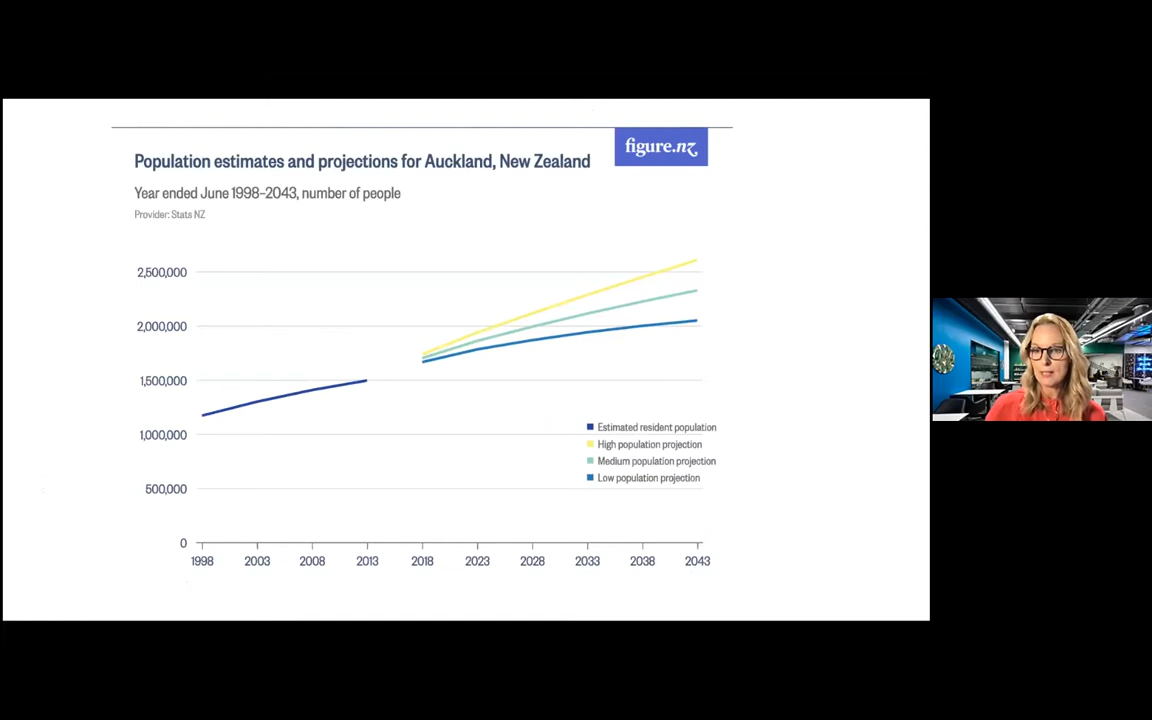 figure.nz
Population estimates and projections for Auckland, New Zealand
Year ended June 1998–2043, number of people
Provider: Stats NZ
2,500,000
2,000,000
1,500,000
1,000,000
500,000
0
Estimated resident population
High population projection
Medium population projection
Low population projection
1998 2003 2008 2013 2018 2023 2028 2033 2038 2043